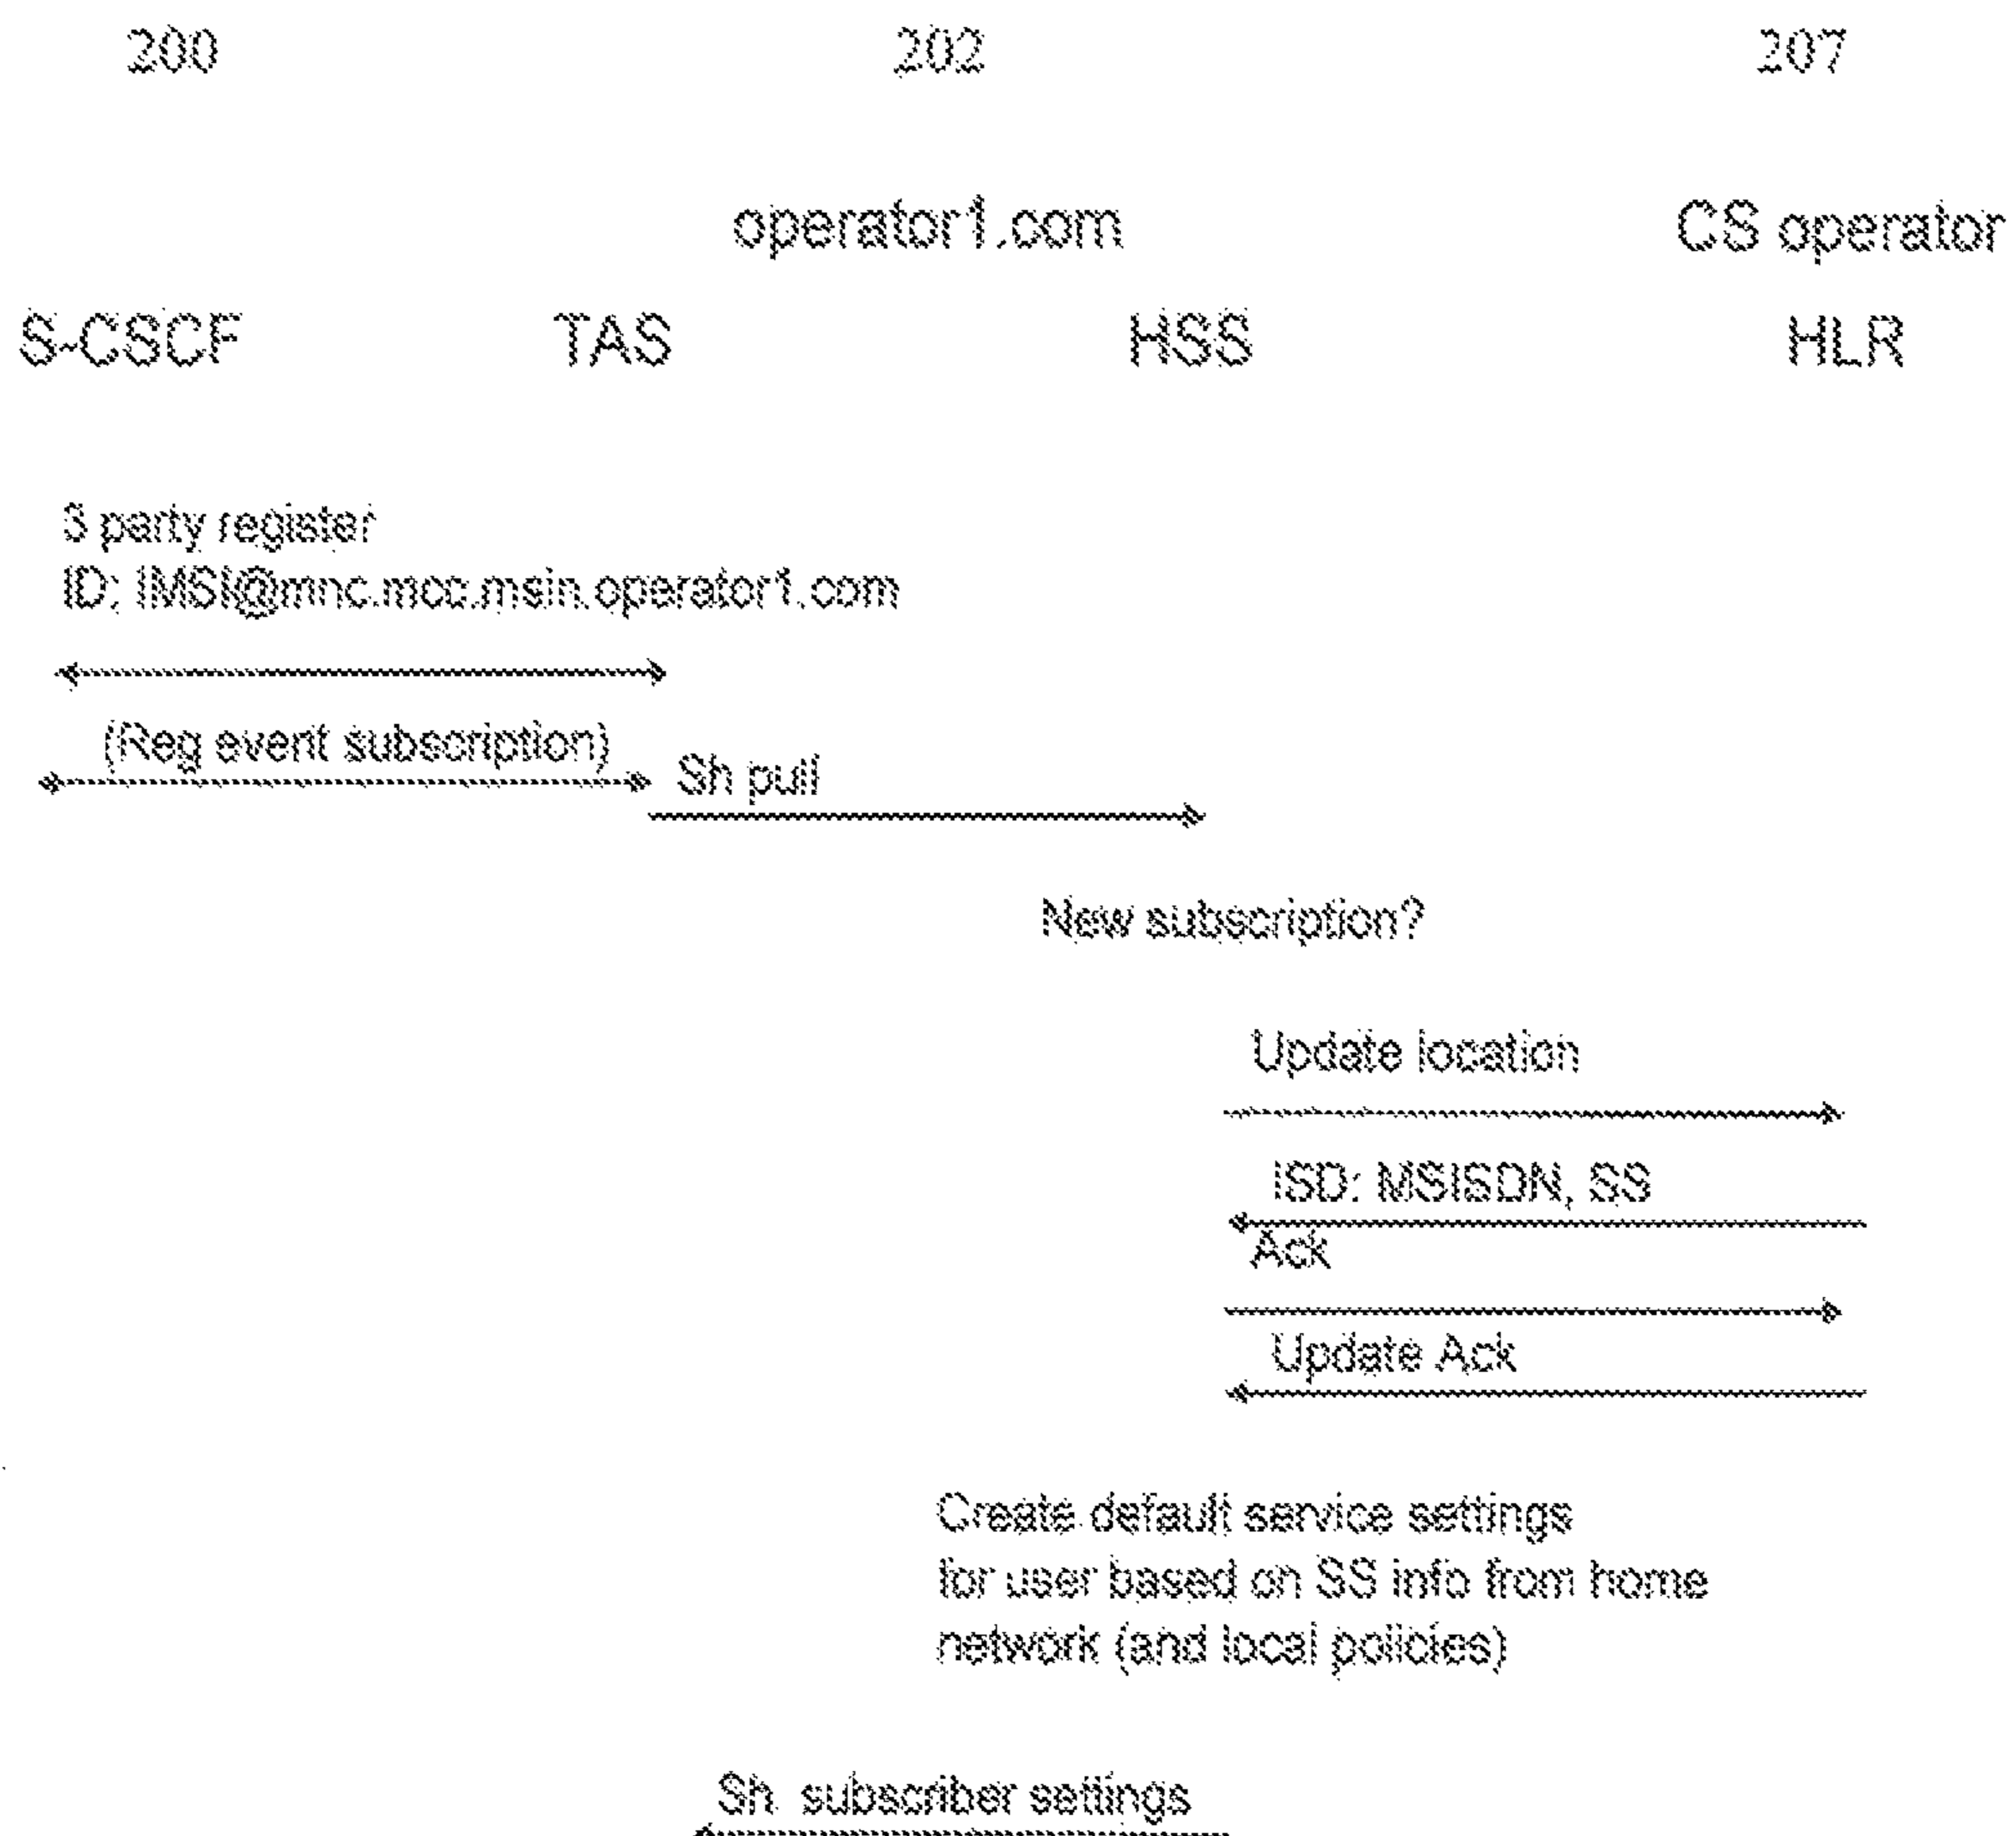 200 202 207
operator1.com CS operator
S-CSCF TAS HSS HLR
3 party register
ID: IMSI@mnc.mcc.msin.operator1.com
(Reg event subscription)
Sh pull
New subscription?
Update location
ISD: MSISDN, SS
Ack
Update Ack
Create default service settings
for user based on SS info from home
network (and local policies)
Sh subscriber settings